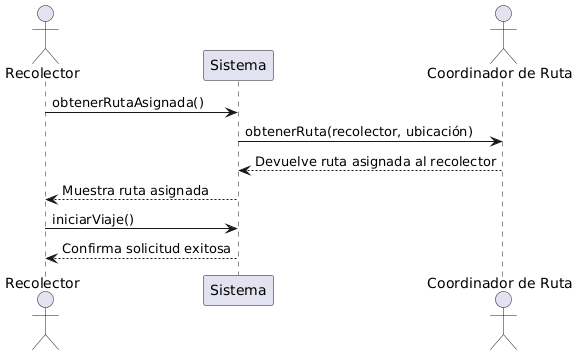 Recolector
Sistema
Coordinador de Ruta
obtenerRutaAsignada()
obtenerRuta(recolector, ubicación)
Devuelve ruta asignada al recolector
Muestra ruta asignada
iniciarViaje()
Confirma solicitud exitosa
Recolector
Sistema
Coordinador de Ruta